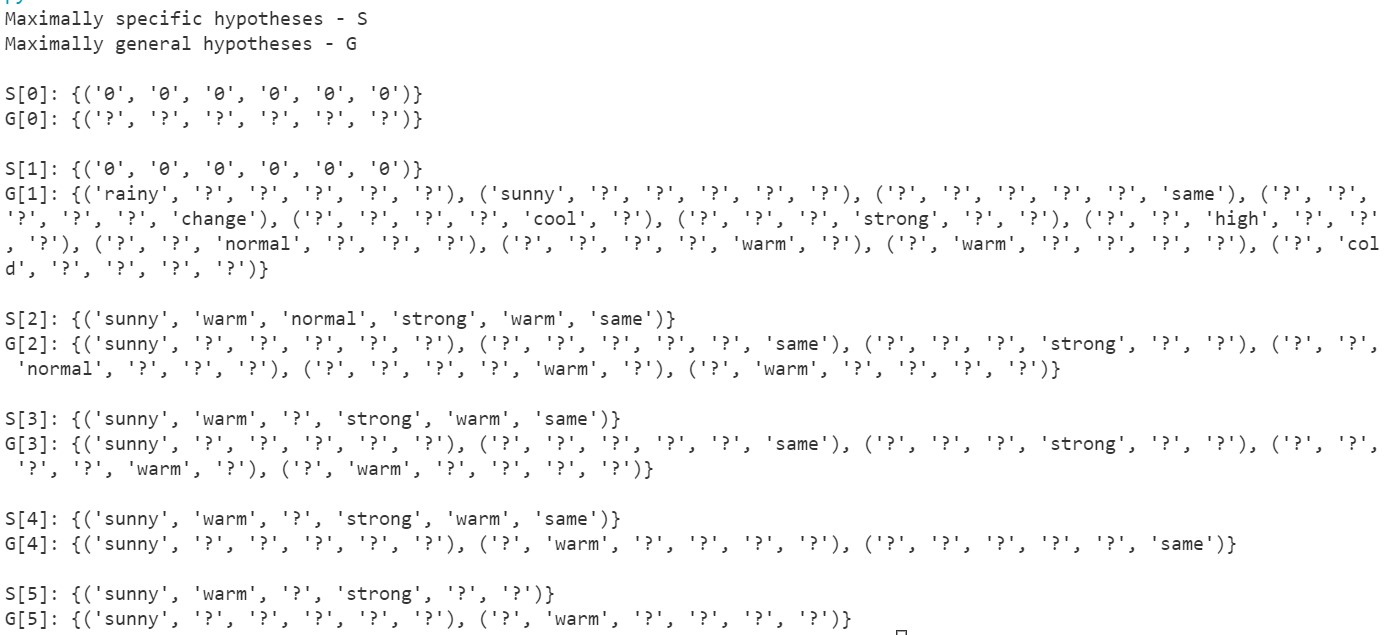 Maximally specific hypotheses - S
Maximally general hypotheses - G
S[0]: {('0', '0', '0', '0', '0', '0')}
G[0]: {('?', '?', '?', '?', '?', '?')}
S[1]: {('0', '0', '0', '0', '0', '0')}
G[1]: {('rainy', '?', '?', '?', '?', '?'), ('sunny', '?', '?', '?', '?', '?'), ('?', '?', '?', '?', '?', 'same'), ('?', '?',
'?', '?', '?', 'change'), ('?', '?', '?', '?', 'cool', '?'), ('?', '?', '?', 'strong', '?', '?'), ('?', '?', 'high', '?', '?'
, '?'), ('?', '?', 'normal', '?', '?', '?'), ('?', '?', '?', '?', 'warm', '?'), ('?', 'warm', '?', '?', '?', '?'), ('?', 'col
d', '?', '?', '?', '?')}
S[2]: {('sunny', 'warm', 'normal', 'strong', 'warm', 'same')}
G[2]: {('sunny', '?', '?', '?', '?', '?'), ('?', '?', '?', '?', '?', 'same'), ('?', '?', '?', 'strong', '?', '?'), ('?', '?',
'normal', '?', '?', '?'), ('?', '?', '?', '?', 'warm', '?'), ('?', 'warm', '?', '?', '?', '?')}
S[3]: {('sunny', 'warm', '?', 'strong', 'warm', 'same')}
G[3]: {('sunny', '?', '?', '?', '?', '?'), ('?', '?', '?', '?', '?', 'same'), ('?', '?', '?', 'strong', '?', '?'), ('?', '?',
'?', '?', 'warm', '?'), ('?', 'warm', '?', '?', '?', '?')}
S[4]: {('sunny', 'warm', '?', 'strong', 'warm', 'same')}
G[4]: {('sunny', '?', '?', '?', '?', '?'), ('?', 'warm', '?', '?', '?', '?'), ('?', '?', '?', '?', '?', 'same')}
S[5]: {('sunny', 'warm', '?', 'strong', '?', '?')}
G[5]: {('sunny', '?', '?', '?', '?', '?'), ('?', 'warm', '?', '?', '?', '?')}